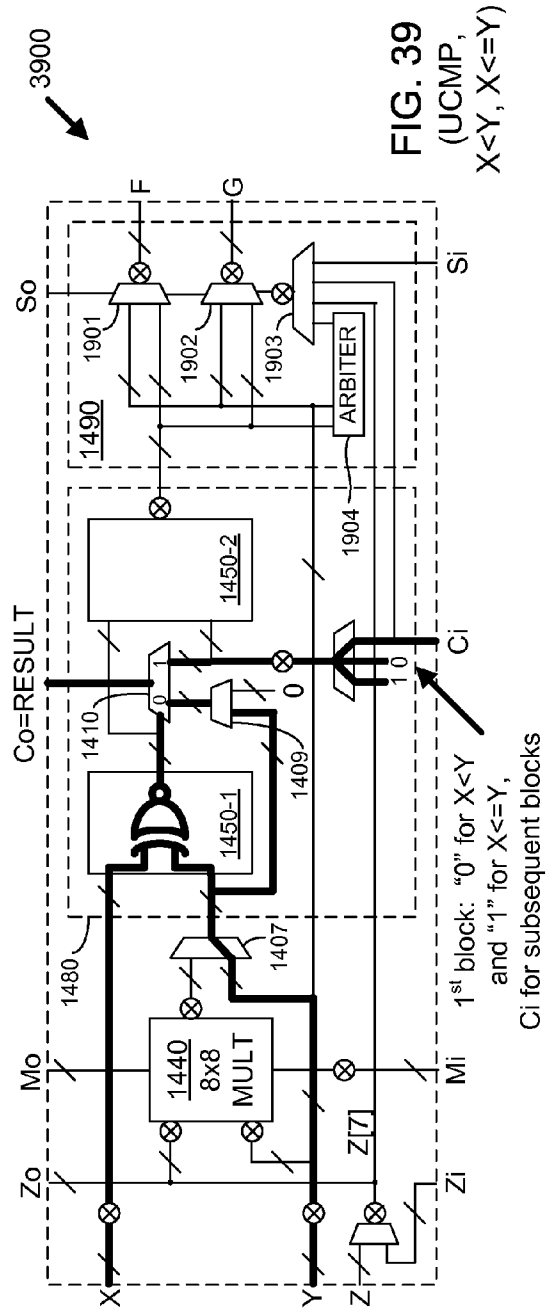 3900
FIG. 39
(UCMP,
X<Y, X<=Y)
Zo
Mo
Co=RESULT
So
X
Y
Z
F
G
1480
1440
8x8
MULT
1407
1450-1
1410
0
1
1409
0
1450-2
1490
1901
1902
1903
ARBITER
1904
Z[7]
1 0
Zi
Mi
Ci
Si
1st block: "0" for X<Y
and "1" for X<=Y,
Ci for subsequent blocks